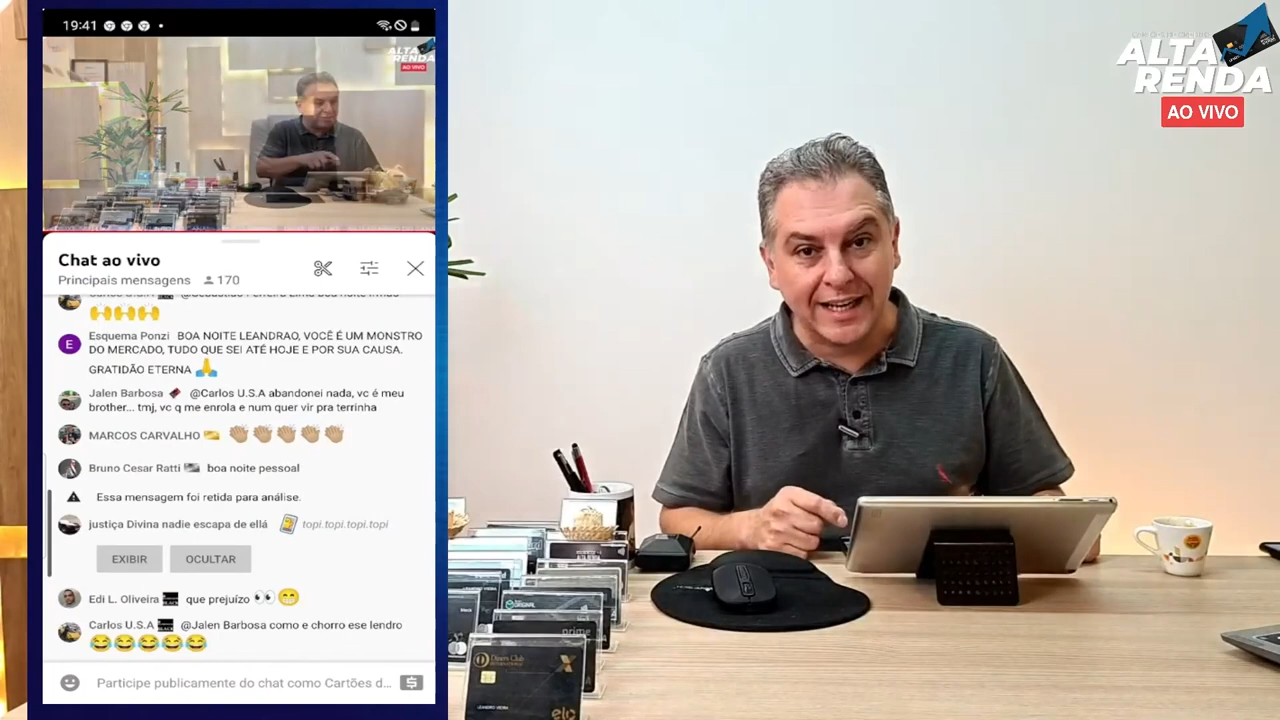 19:41
ALTA
RENDA
AO VIVO
Chat ao vivo
Principais mensagens 170
Esquema Ponzi BOA NOITE LEANDRAO, VOCÊ É UM MONSTRO
DO MERCADO, TUDO QUE SEI ATÉ HOJE E POR SUA CAUSA.
GRATIDÃO ETERNA 🙏
Jalen Barbosa @Carlos U.S.A abandonei nada, vc é meu
brother... tmj, vc q me enrola e num quer vir pra terrinha
MARCOS CARVALHO 👏🏼👏🏼👏🏼👏🏼👏🏼
Bruno Cesar Ratti boa noite pessoal
Essa mensagem foi retida para análise.
justiça Divina nadie escapa de ellá topi.topi.topi.topi
EXIBIR OCULTAR
Edi L. Oliveira que prejuízo 👀😁
Carlos U.S.A @Jalen Barbosa como e chorro ese lendro
😂😂😂😂😂
Participe publicamente do chat como Cartões d...
ALTA
RENDA
AO VIVO
ORIGINAL
prime
Black
Diners Club
INTERNATIONAL
elo